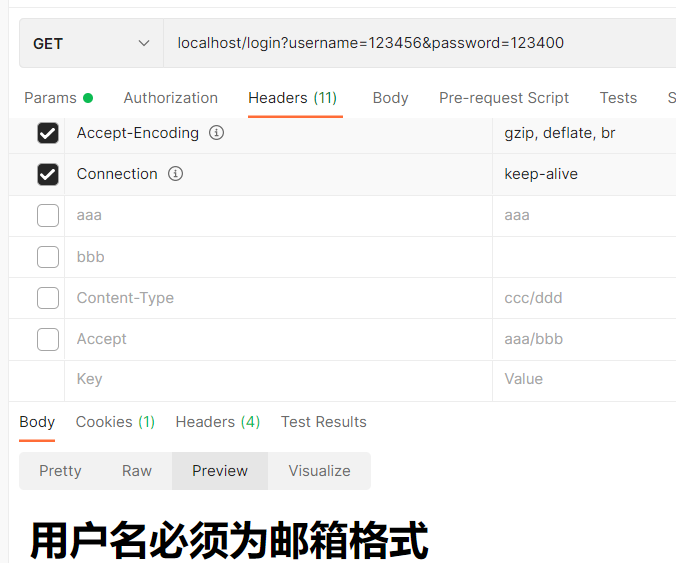 GET localhost/login?username=123456&password=123400
Params Authorization Headers (11) Body Pre-request Script Tests S
Accept-Encoding gzip, deflate, br
Connection keep-alive
aaa aaa
bbb
Content-Type ccc/ddd
Accept aaa/bbb
Key Value
Body Cookies (1) Headers (4) Test Results
Pretty Raw Preview Visualize
用户名必须为邮箱格式